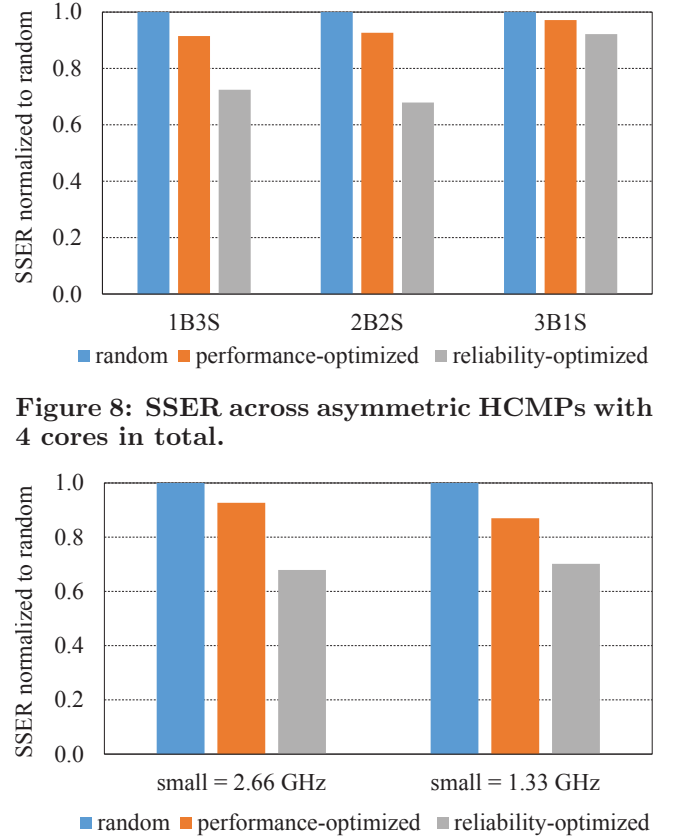 SSER normalized to random
1.0
0.8
0.6
0.4
0.2
0.0
1B3S 2B2S 3B1S
random performance-optimized reliability-optimized
Figure 8: SSER across asymmetric HCMPs with
4 cores in total.
SSER normalized to random
1.0
0.8
0.6
0.4
0.2
0.0
small = 2.66 GHz small = 1.33 GHz
random performance-optimized reliability-optimized